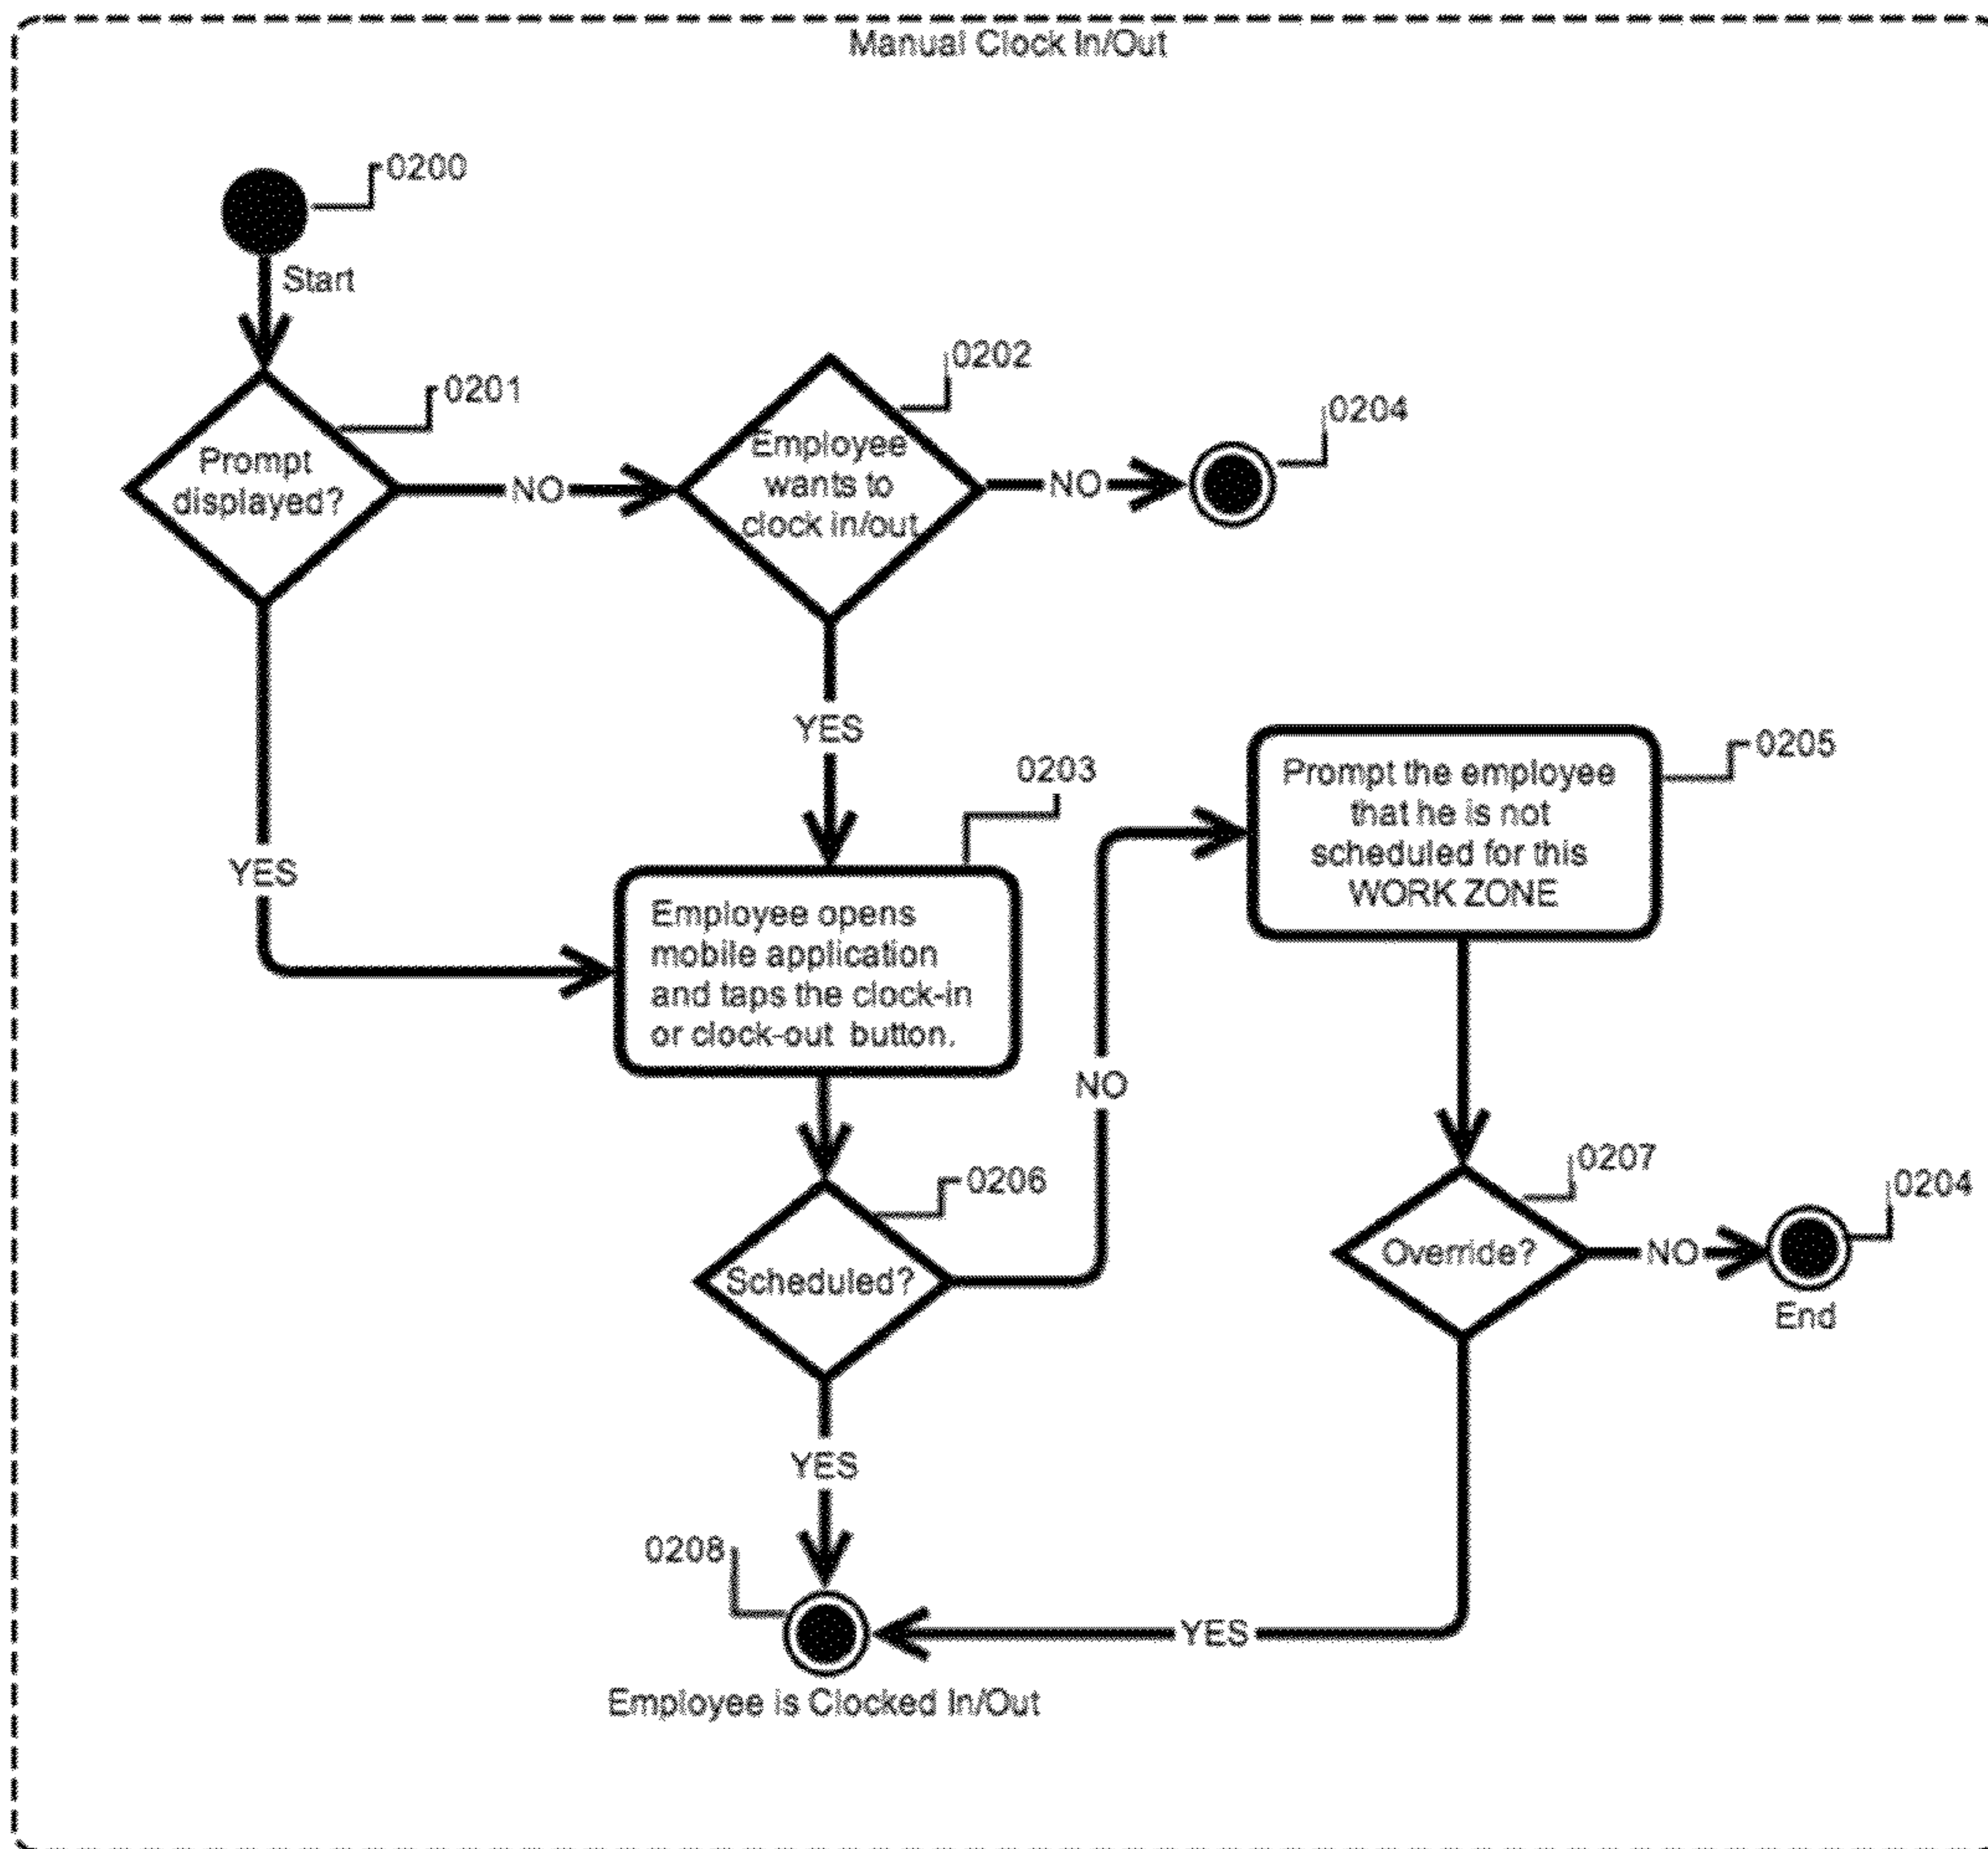 Manual Clock In/Out
0200
Start
0201
Prompt
displayed?
NO
0202
Employee
wants to
clock in/out
NO
0204
YES
YES
0203
Employee opens
mobile application
and taps the clock-in
or clock-out button.
0205
Prompt the employee
that he is not
scheduled for this
WORK ZONE
NO
0206
Scheduled?
0207
Override?
NO
0204
End
YES
0208
YES
Employee is Clocked In/Out